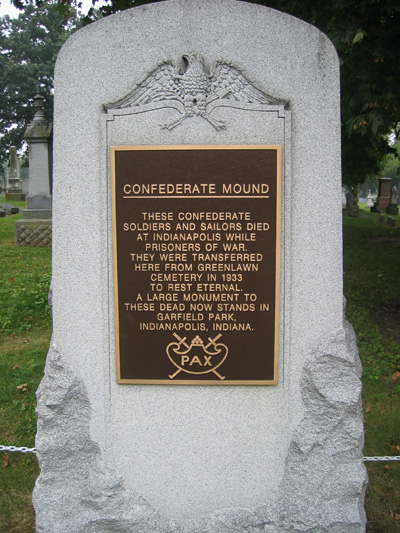 CONFEDERATE MOUND
THESE CONFEDERATE
SOLDIERS AND SAILORS DIED
AT INDIANAPOLIS WHILE
PRISONERS OF WAR.
THEY WERE TRANSFERRED
HERE FROM GREENLAWN
CEMETERY IN 1933
TO REST ETERNAL.
A LARGE MONUMENT TO
THESE DEAD NOW STANDS IN
GARFIELD PARK,
INDIANAPOLIS, INDIANA.
PAX